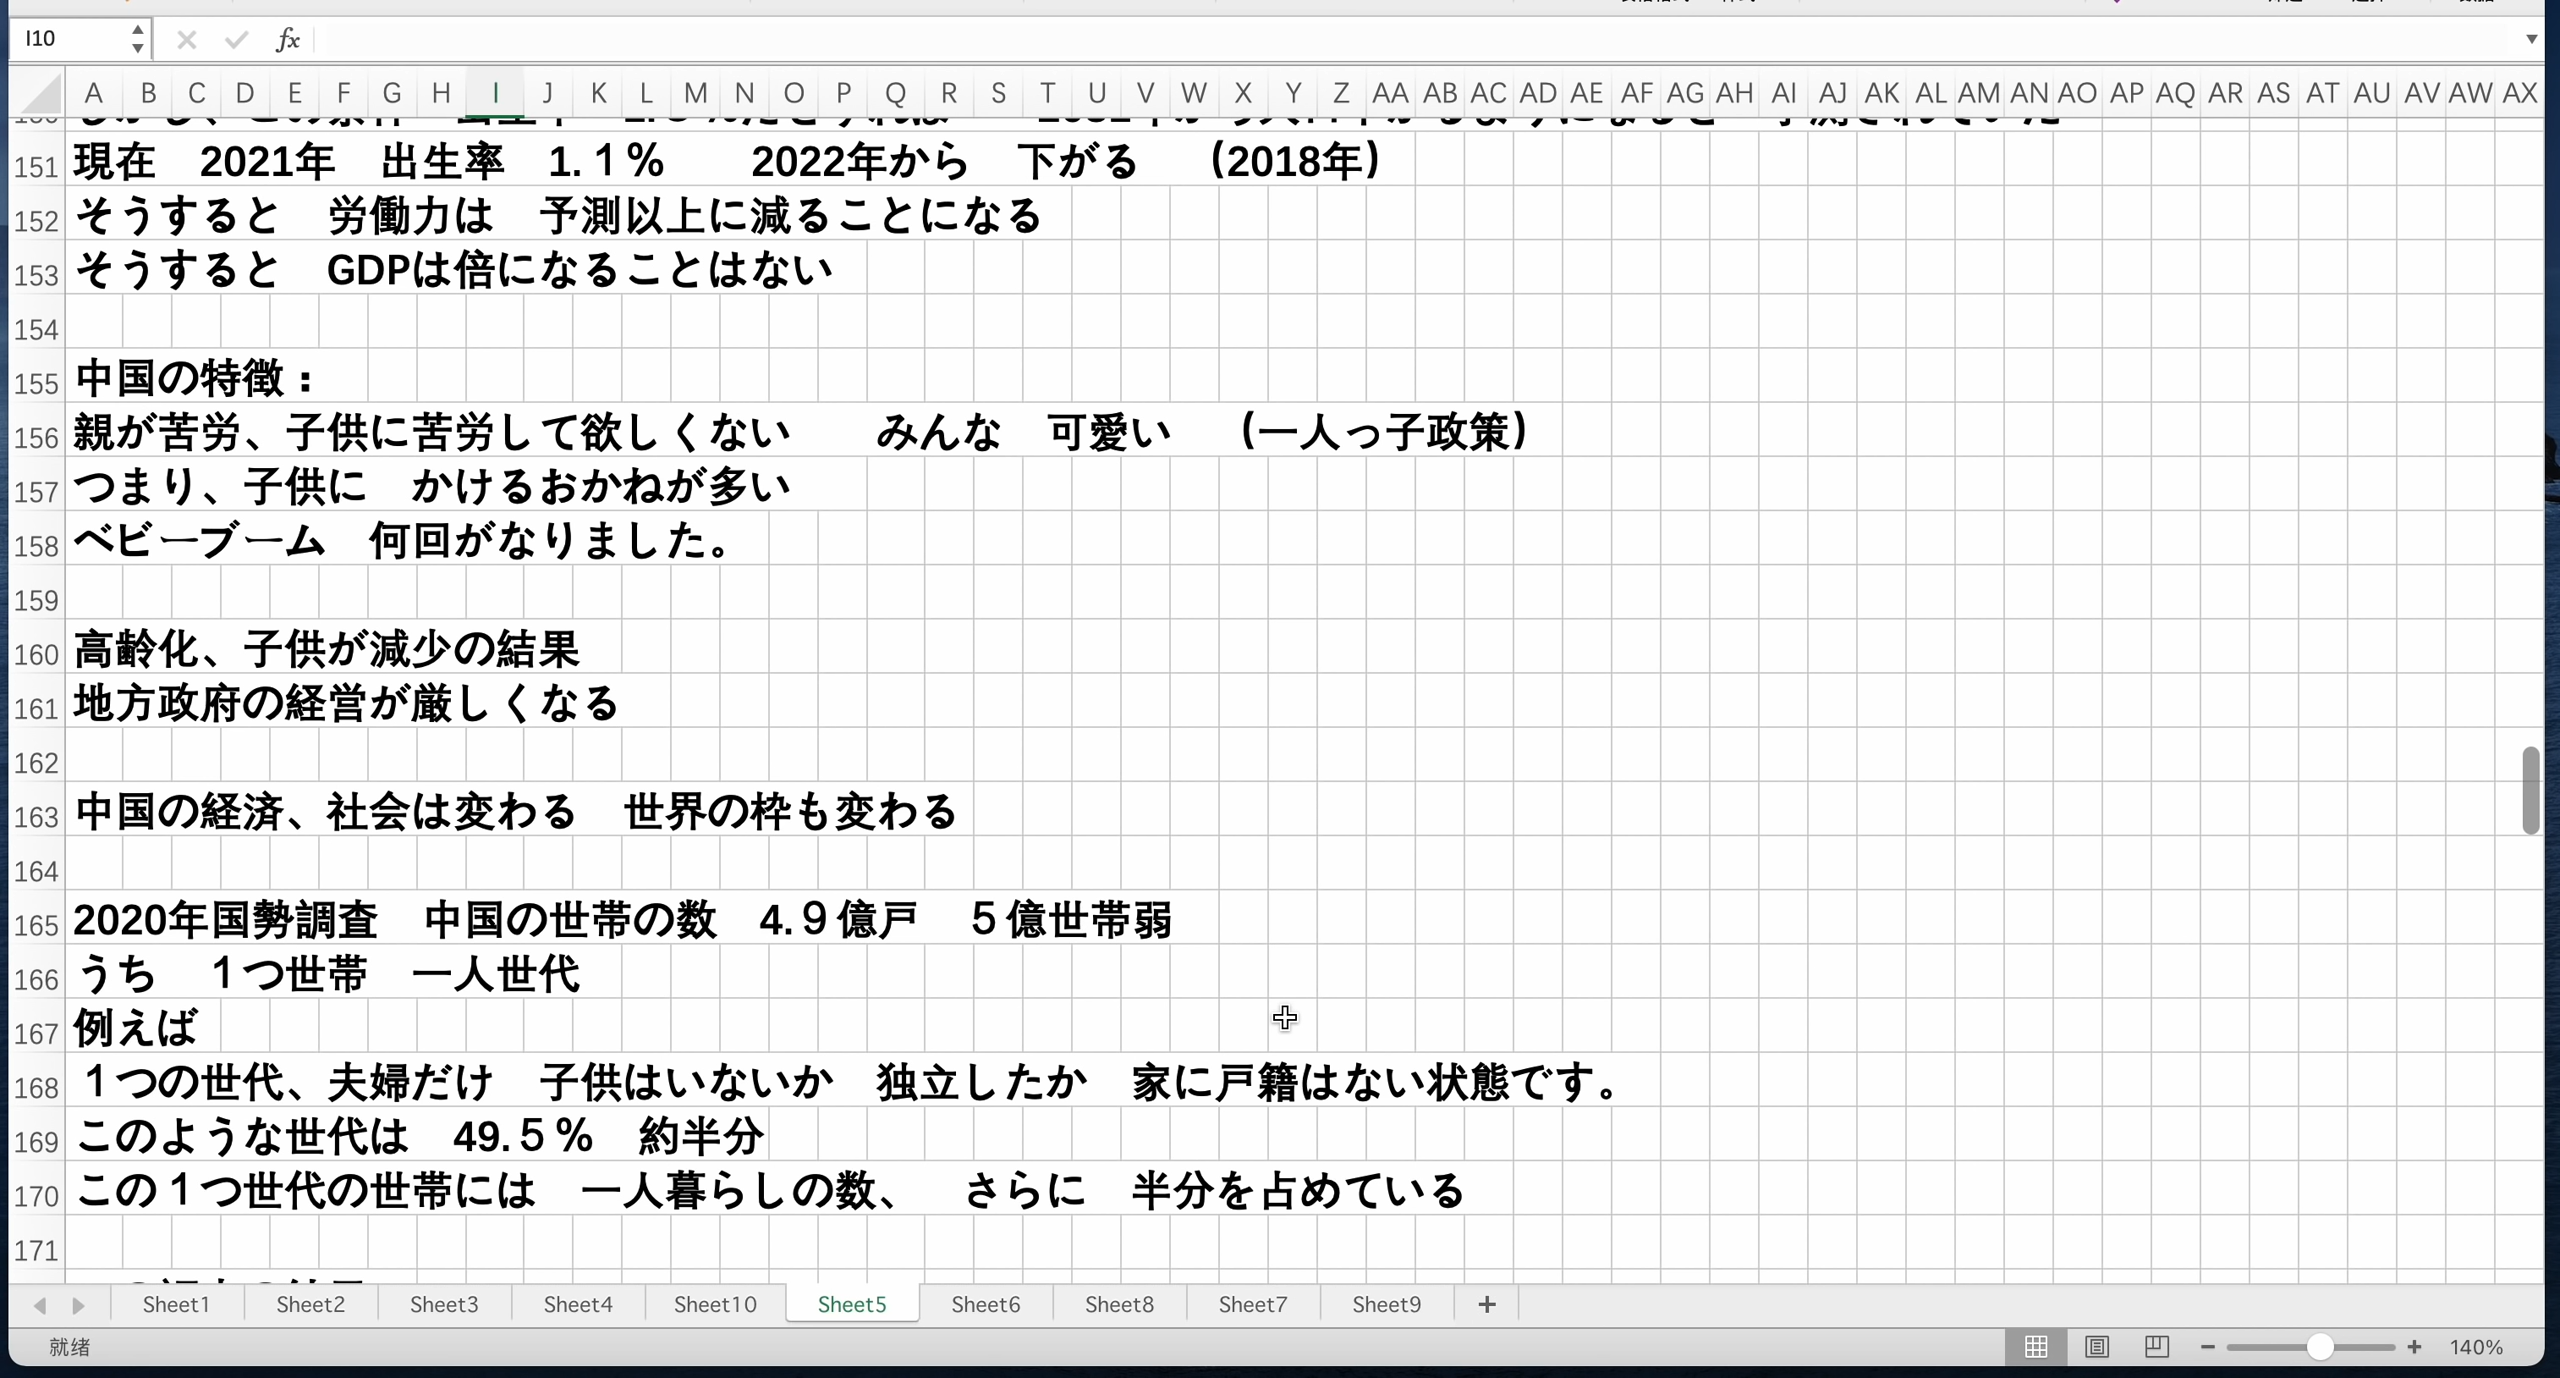 I10
fx
A B C D E F G H I J K L M N O P Q R S T U V W X Y Z AA AB AC AD AE AF AG AH AI AJ AK AL AM AN AO AP AQ AR AS AT AU AV AW AX
151 現在　2021年　出生率　1.１％　　2022年から　下がる　（2018年）
152 そうすると　労働力は　予測以上に減ることになる
153 そうすると　GDPは倍になることはない
154
155 中国の特徴：
156 親が苦労、子供に苦労して欲しくない　　みんな　可愛い　（一人っ子政策）
157 つまり、子供に　かけるおかねが多い
158 ベビーブーム　何回がなりました。
159
160 高齢化、子供が減少の結果
161 地方政府の経営が厳しくなる
162
163 中国の経済、社会は変わる　世界の枠も変わる
164
165 2020年国勢調査　中国の世帯の数　4.９億戸　５億世帯弱
166 うち　１つ世帯　一人世代
167 例えば
168 １つの世代、夫婦だけ　子供はいないか　独立したか　家に戸籍はない状態です。
169 このような世代は　49.５％　約半分
170 この１つ世代の世帯には　一人暮らしの数、　さらに　半分を占めている
171
Sheet1 Sheet2 Sheet3 Sheet4 Sheet10 Sheet5 Sheet6 Sheet8 Sheet7 Sheet9 +
就绪 140%